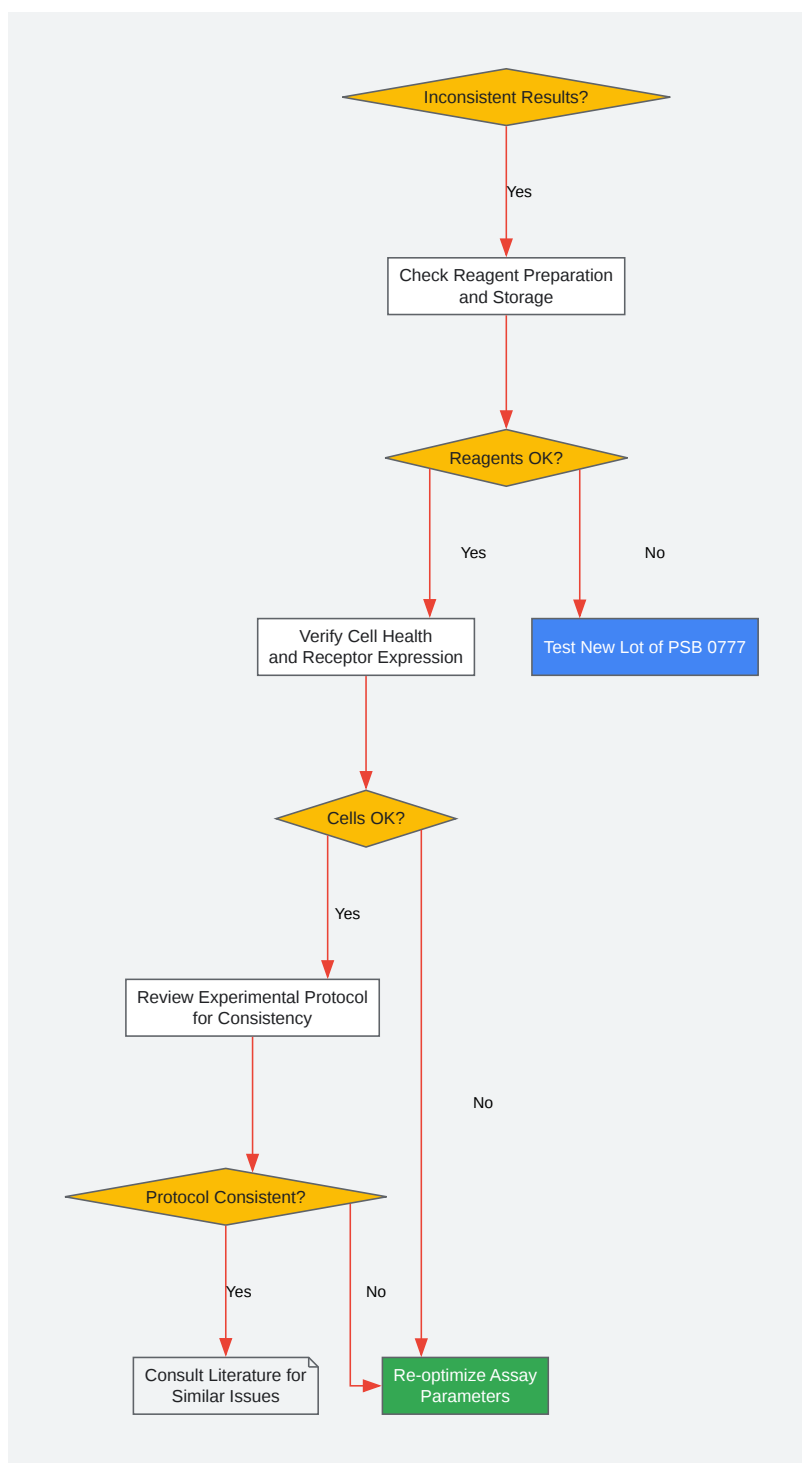 Inconsistent Results?
Yes
Check Reagent Preparation
and Storage
Reagents OK?
Yes
No
Verify Cell Health
and Receptor Expression
Test New Lot of PSB 0777
Cells OK?
Yes
Review Experimental Protocol
for Consistency
No
Protocol Consistent?
Yes
No
Consult Literature for
Similar Issues
Re-optimize Assay
Parameters